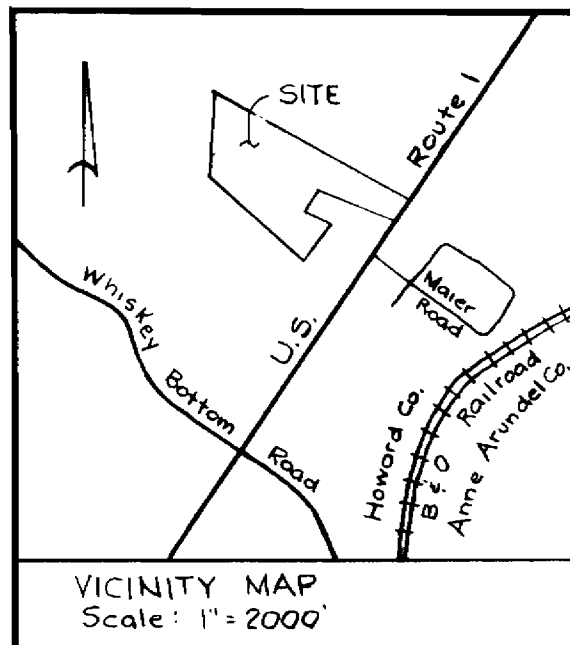 SITE
U.S. Route 1
Maier
Road
Whiskey Bottom Road
Howard Co.
B & O Railroad
Anne Arundel Co.
VICINITY MAP
Scale: 1" = 2000'